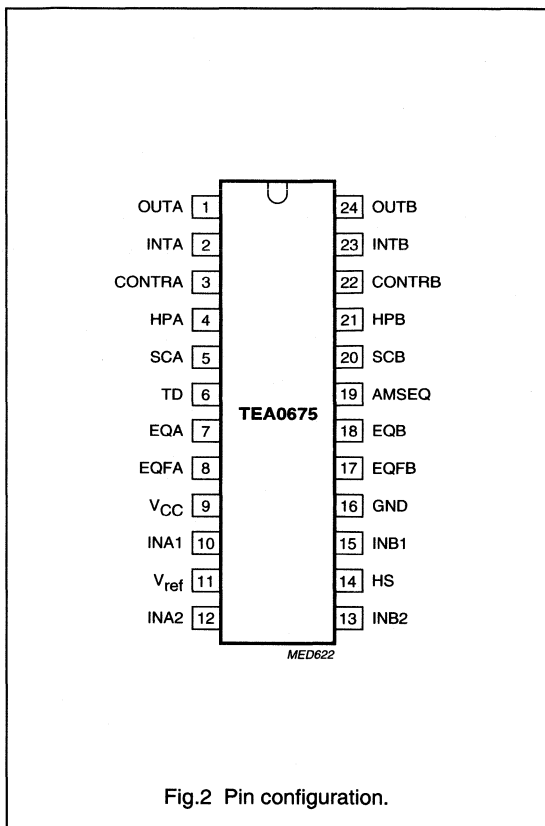 OUTA 1 24 OUTB
INTA 2 23 INTB
CONTRA 3 22 CONTRB
HPA 4 21 HPB
SCA 5 20 SCB
TD 6 19 AMSEQ
TEA0675
EQA 7 18 EQB
EQFA 8 17 EQFB
VCC 9 16 GND
INA1 10 15 INB1
Vref 11 14 HS
INA2 12 13 INB2
MED622
Fig.2 Pin configuration.